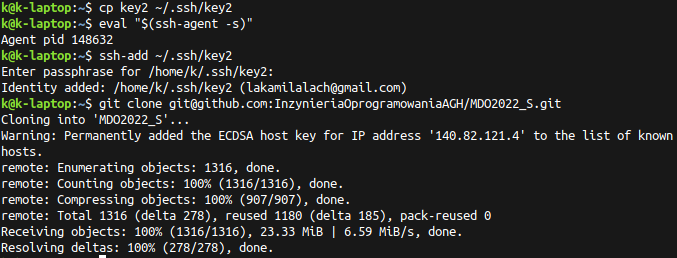 k@k-laptop:~$ cp key2 ~/.ssh/key2
k@k-laptop:~$ eval "$(ssh-agent -s)"
Agent pid 148632
k@k-laptop:~$ ssh-add ~/.ssh/key2
Enter passphrase for /home/k/.ssh/key2:
Identity added: /home/k/.ssh/key2 (lakamilalach@gmail.com)
k@k-laptop:~$ git clone git@github.com:InzynieriaOprogramowaniaAGH/MDO2022_S.git
Cloning into 'MDO2022_S'...
Warning: Permanently added the ECDSA host key for IP address '140.82.121.4' to the list of known
hosts.
remote: Enumerating objects: 1316, done.
remote: Counting objects: 100% (1316/1316), done.
remote: Compressing objects: 100% (907/907), done.
remote: Total 1316 (delta 278), reused 1180 (delta 185), pack-reused 0
Receiving objects: 100% (1316/1316), 23.33 MiB | 6.59 MiB/s, done.
Resolving deltas: 100% (278/278), done.